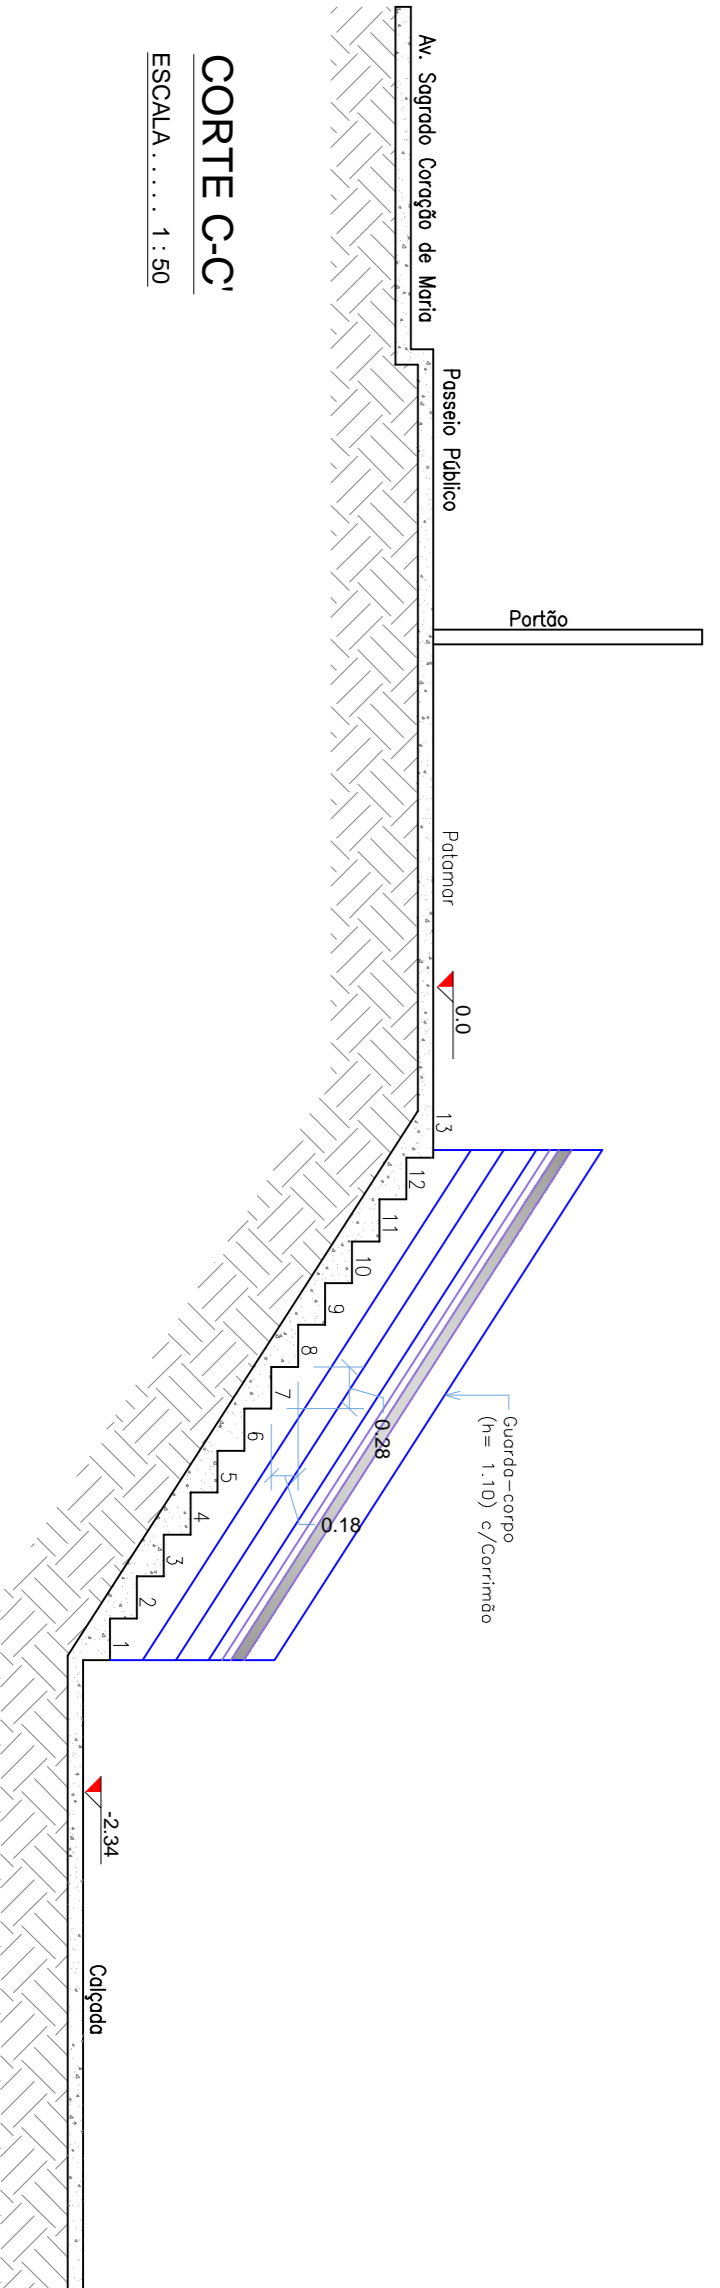 Av. Sagrado Coração de Maria
Passeio Público
Portão
Patamar
0.0
13
12
11
10
9
8
7
6
5
4
3
2
1
0.28
0.18
Guarda-corpo
(h= 1.10) c/Corrimão
-2.34
Calçada
CORTE C-C'
ESCALA ..... 1 : 50